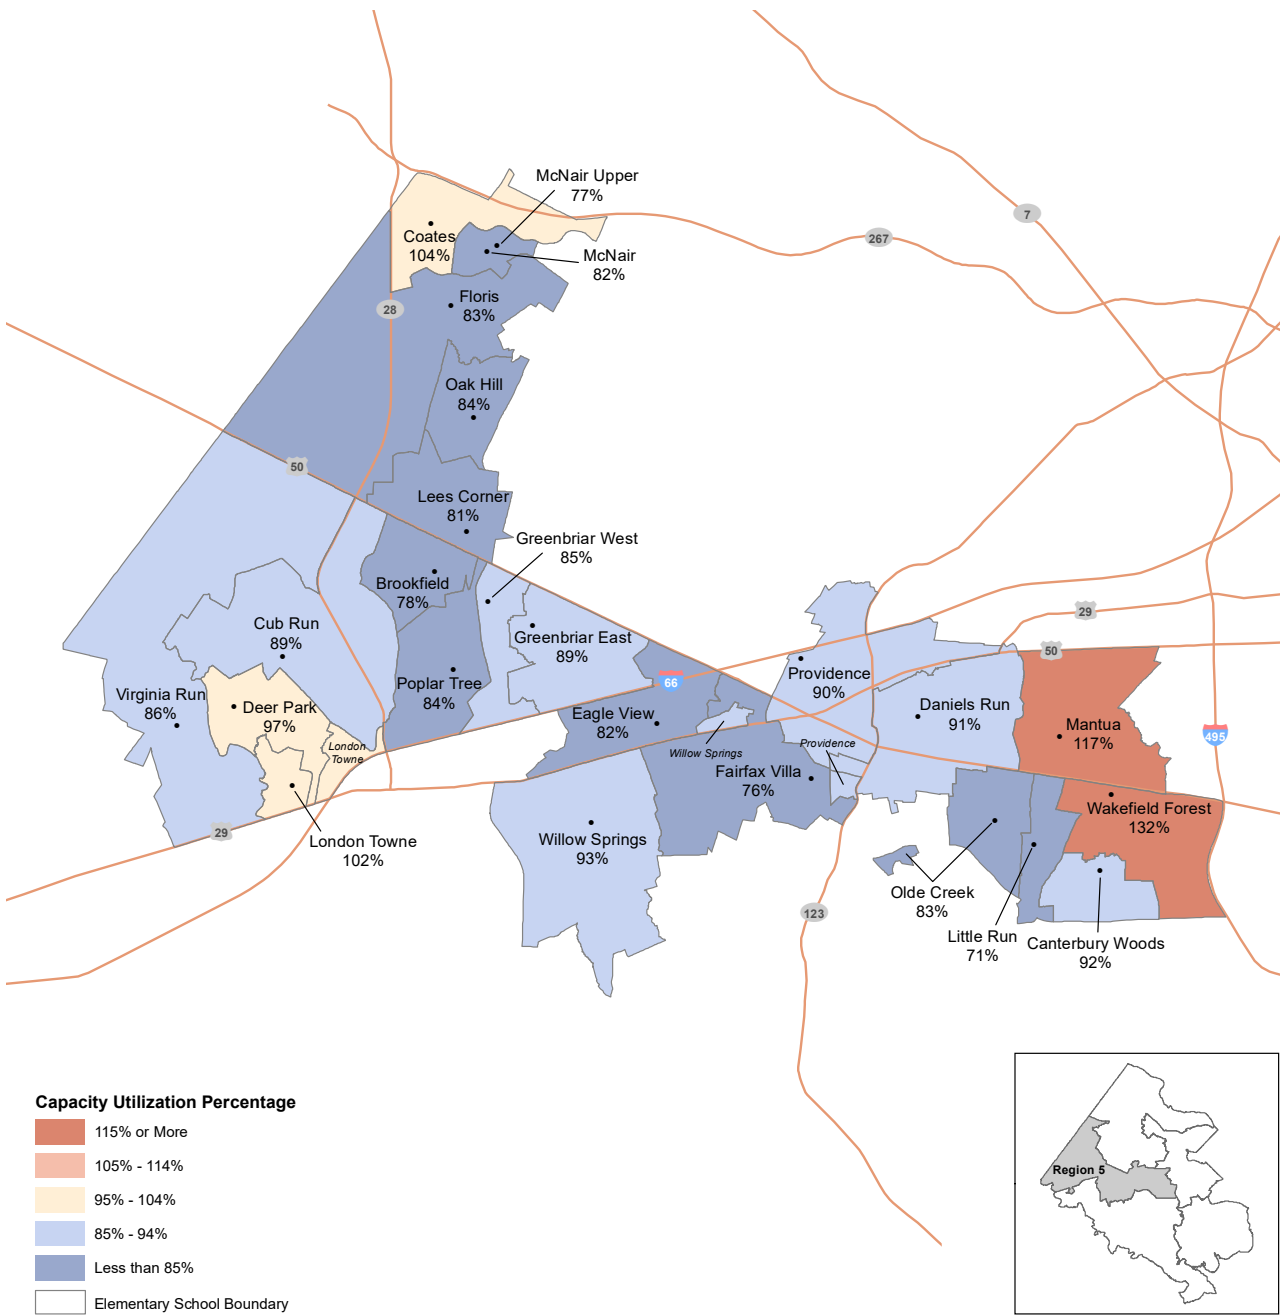 7
McNair Upper
77%
267
Coates
104%
McNair
82%
Floris
83%
28
Oak Hill
84%
50
Lees Corner
81%
Greenbriar West
85%
Brookfield
78%
29
Cub Run
89%
Greenbriar East
89%
50
Providence
90%
66
Poplar Tree
84%
Virginia Run
86%
Deer Park
97%
Eagle View
82%
Daniels Run
91%
Mantua
117%
495
London
Towne
Willow Springs
Providence
Fairfax Villa
76%
Wakefield Forest
132%
29
London Towne
102%
Willow Springs
93%
Olde Creek
83%
123
Little Run
71%
Canterbury Woods
92%
Capacity Utilization Percentage
115% or More
105% - 114%
95% - 104%
85% - 94%
Less than 85%
Elementary School Boundary
Region 5